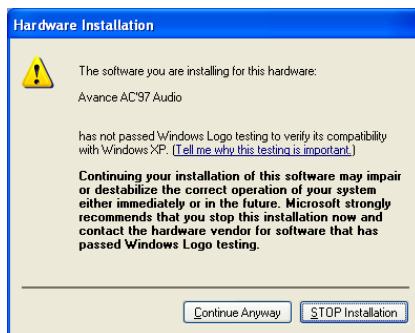 Hardware Installation
The software you are installing for this hardware:
Avance AC'97 Audio
has not passed Windows Logo testing to verify its compatibility
with Windows XP. (Tell me why this testing is important.)
Continuing your installation of this software may impair
or destabilize the correct operation of your system
either immediately or in the future. Microsoft strongly
recommends that you stop this installation now and
contact the hardware vendor for software that has
passed Windows Logo testing.
Continue Anyway
STOP Installation